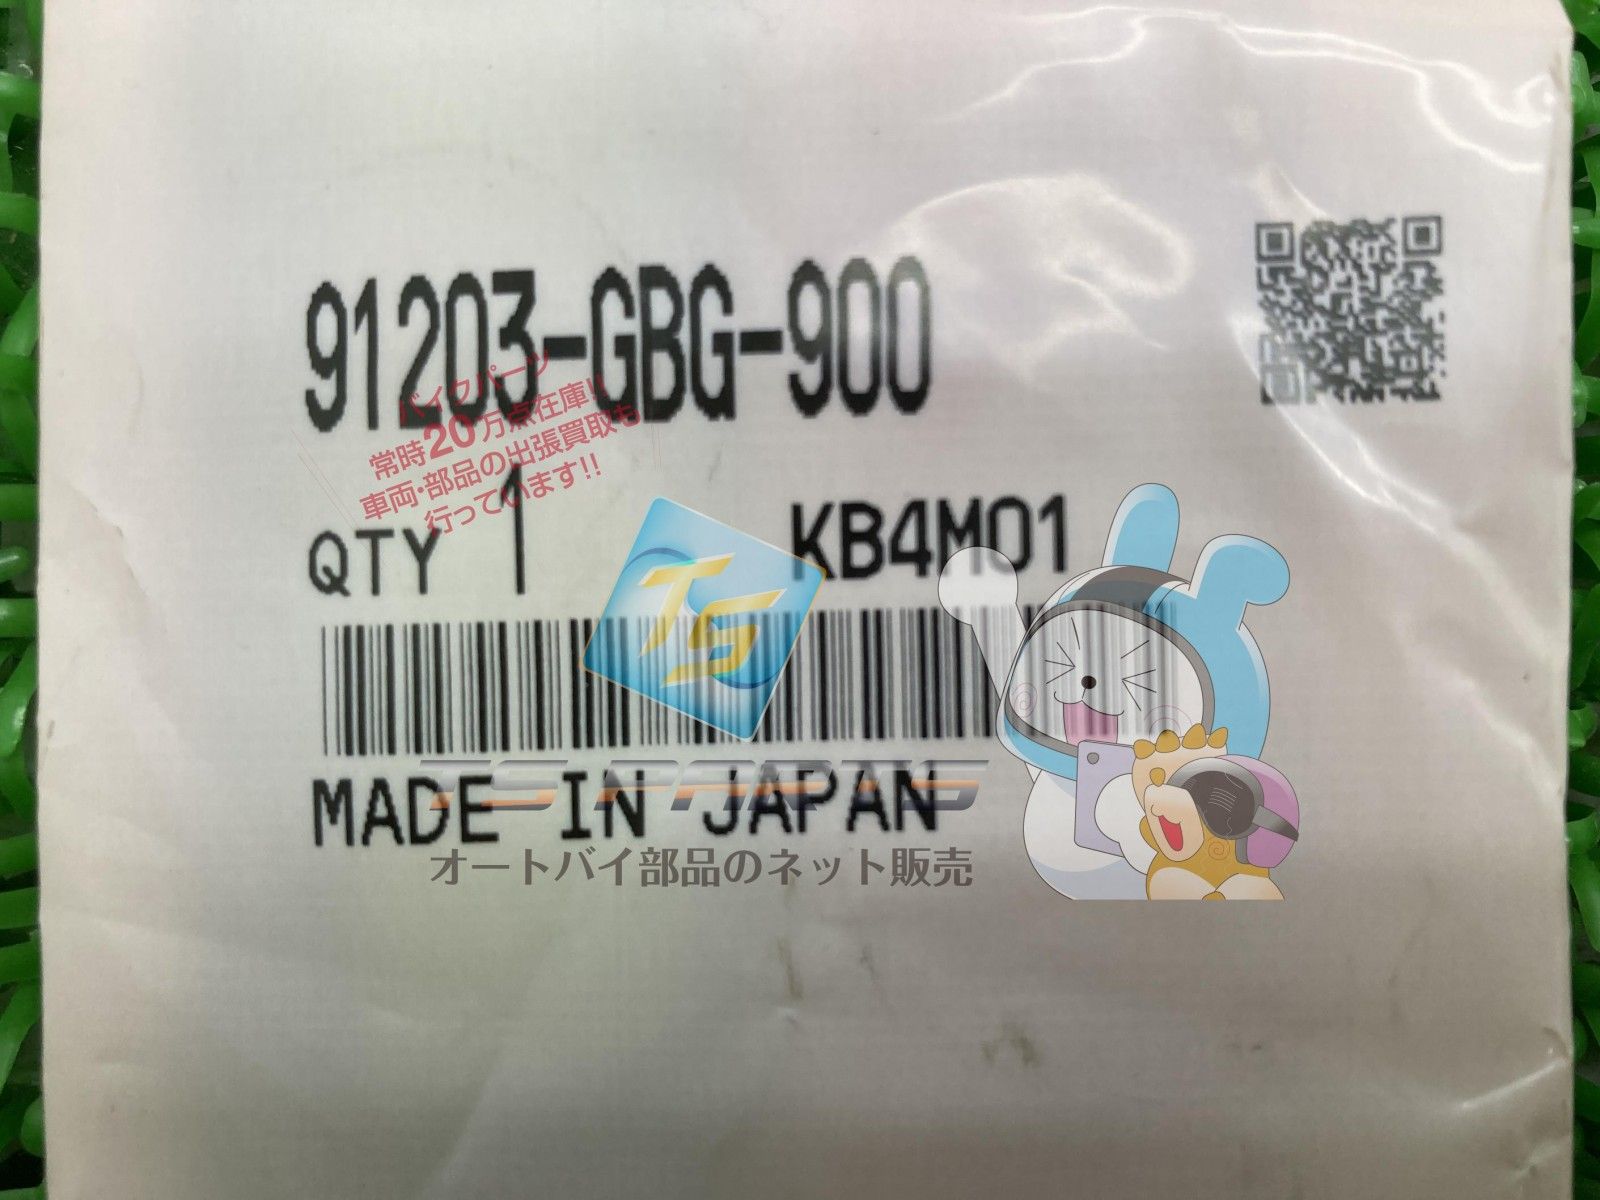 91203-GBG-900
バイクパーツ
常時20万点在庫!!
車両・部品の出張買取も
行っています!!
QTY 1 KB4M01
TS
MADE IN JAPAN
TS PARTS
オートバイ部品のネット販売